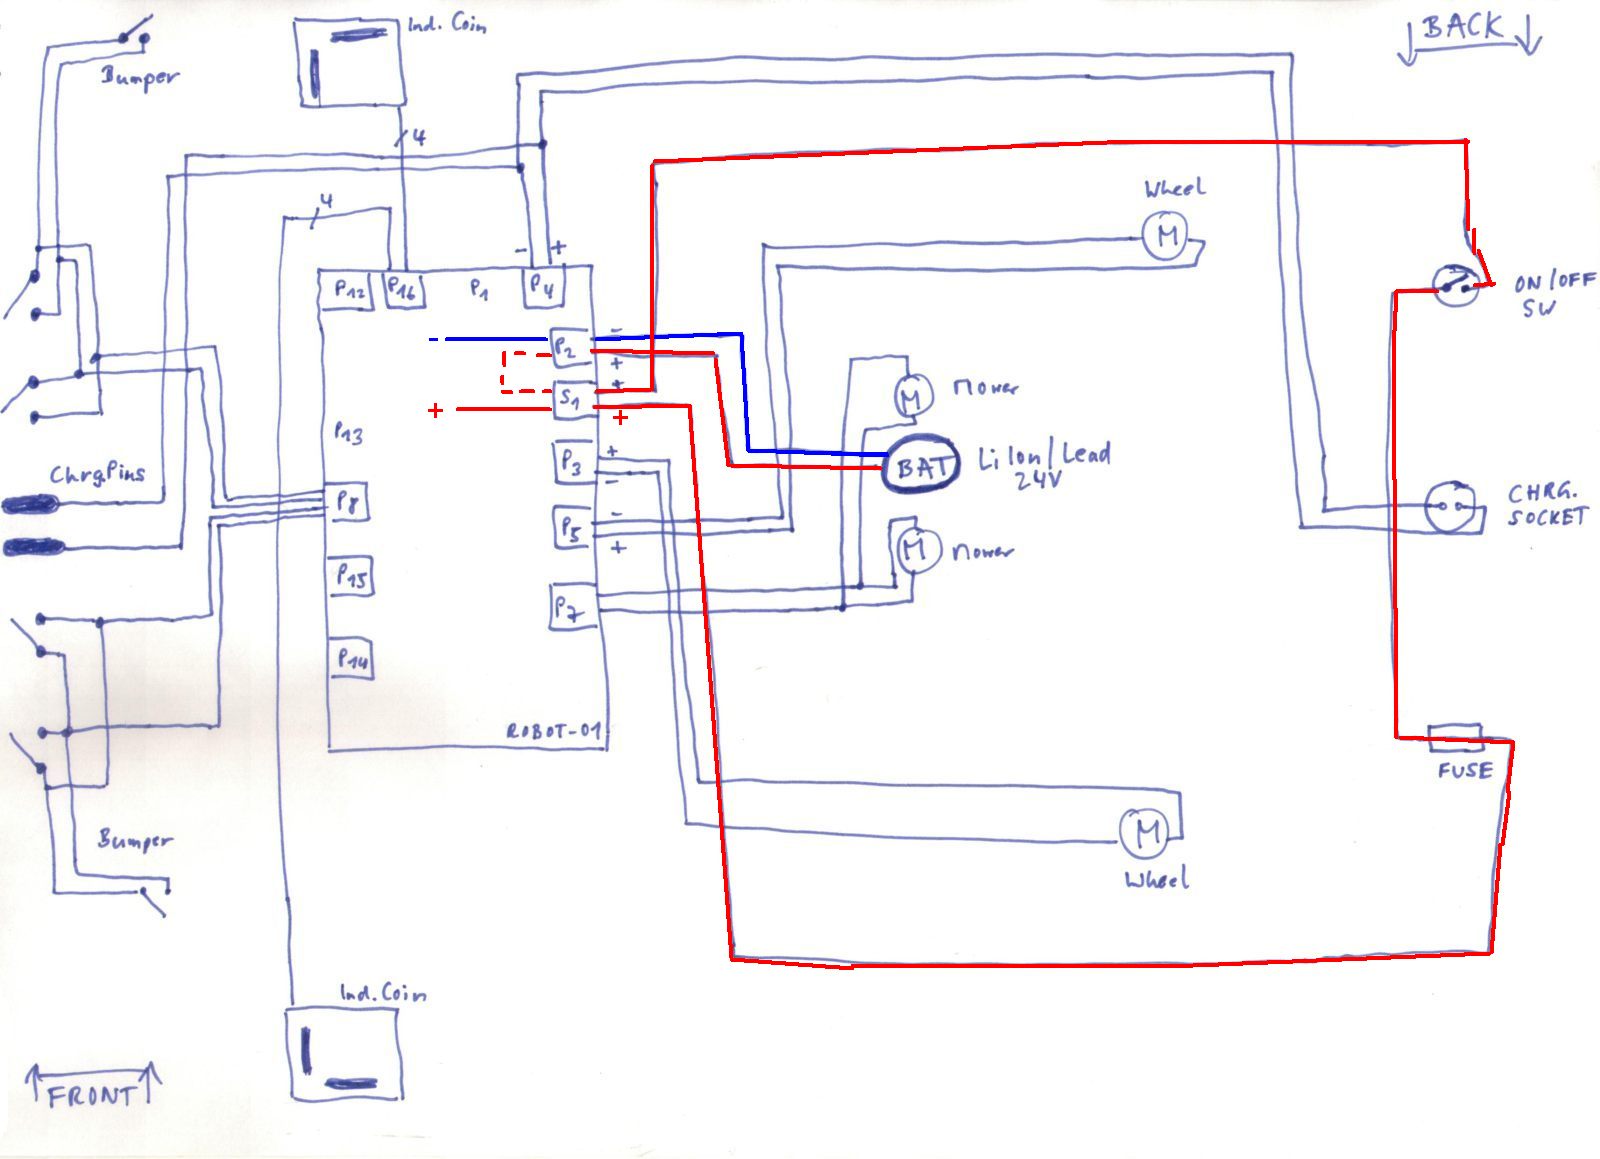 Ind. Coin
↓BACK↓
Bumper
4
4
Wheel
M
- +
P12
P16
P1
P4
ON/OFF
SW
-
P2
-
+
+
S1
+
+
M
Mower
P13
P3
+
-
BAT
Li Ion/Lead
24V
Chrg.Pins
P8
P5
-
+
M
Mower
CHRG.
SOCKET
P15
P7
P14
ROBOT-01
FUSE
Bumper
M
Wheel
Ind. Coin
↑FRONT↑